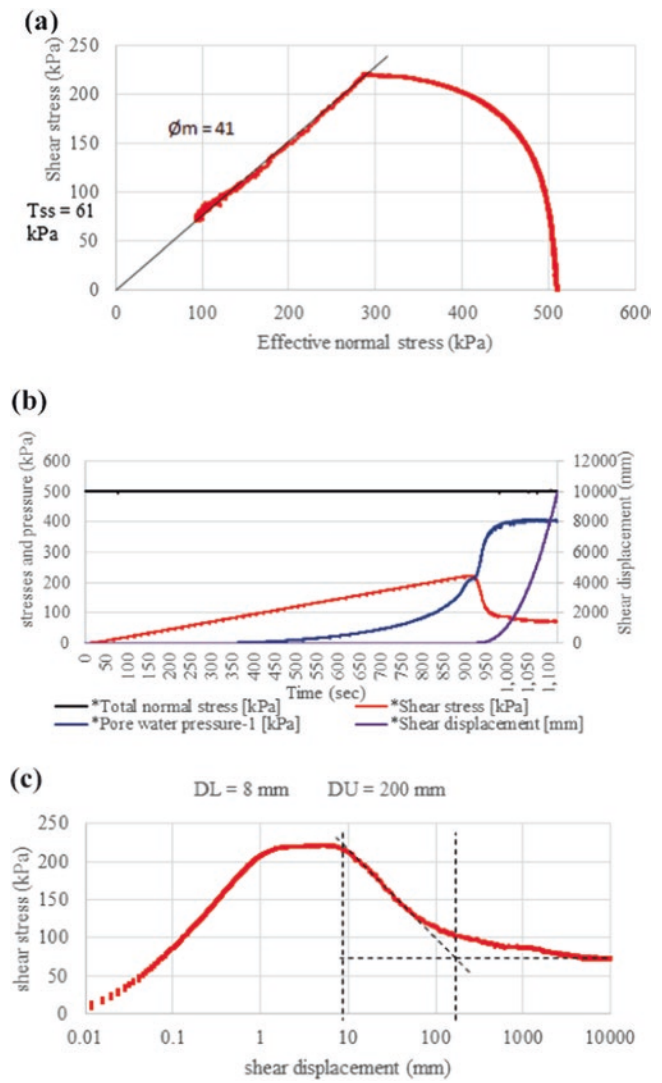 (a)
Shear stress (kPa)
250
200
150
100
50
0
Øm = 41
Tss = 61
kPa
0 100 200 300 400 500 600
Effective normal stress (kPa)
(b)
stresses and pressure (kPa)
600
500
400
300
200
100
0
12000
10000
8000
6000
4000
2000
0
Shear displacement (mm)
0 50 100 150 200 250 300 350 400 450 500 550 600 650 700 750 800 850 900 950 1,000 1,050 1,100
Time (sec)
*Total normal stress [kPa] *Shear stress [kPa]
*Pore water pressure-1 [kPa] *Shear displacement [mm]
(c)
DL = 8 mm DU = 200 mm
shear stress (kPa)
250
200
150
100
50
0
0.01 0.1 1 10 100 1000 10000
shear displacement (mm)